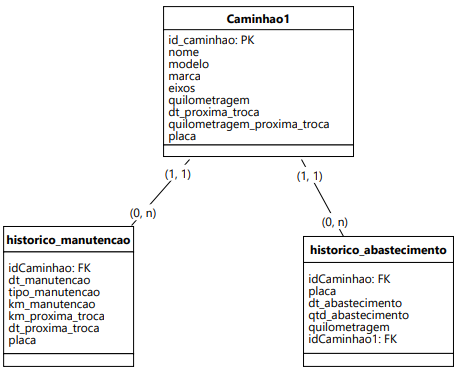 Caminhao1
id_caminhao: PK
nome
modelo
marca
eixos
quilometragem
dt_proxima_troca
quilometragem_proxima_troca
placa
(1, 1)
(1, 1)
(0, n)
(0, n)
historico_manutencao
idCaminhao: FK
dt_manutencao
tipo_manutencao
km_manutencao
km_proxima_troca
dt_proxima_troca
placa
historico_abastecimento
idCaminhao: FK
placa
dt_abastecimento
qtd_abastecimento
quilometragem
idCaminhao1: FK